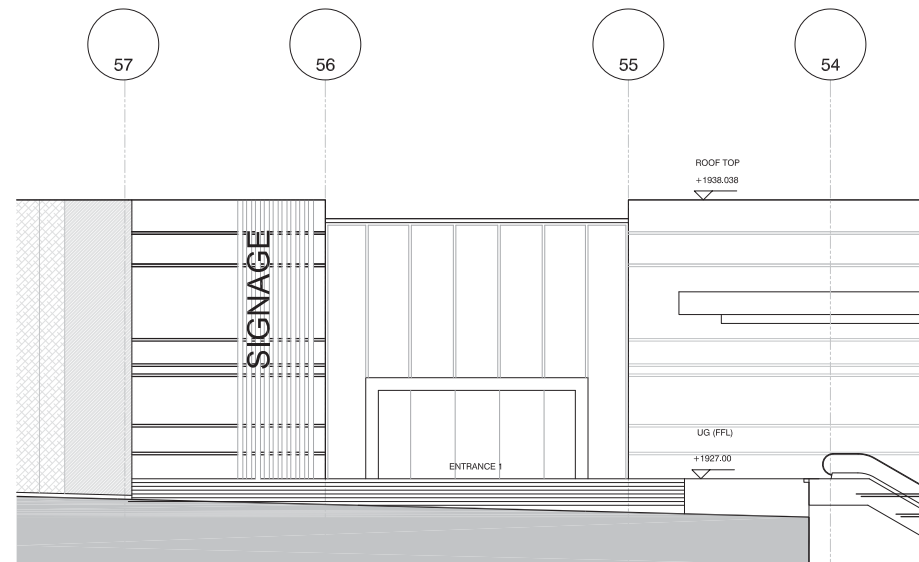 57
56
55
54
ROOF TOP
+1938.038
SIGNAGE
UG (FFL)
+1927.00
ENTRANCE 1